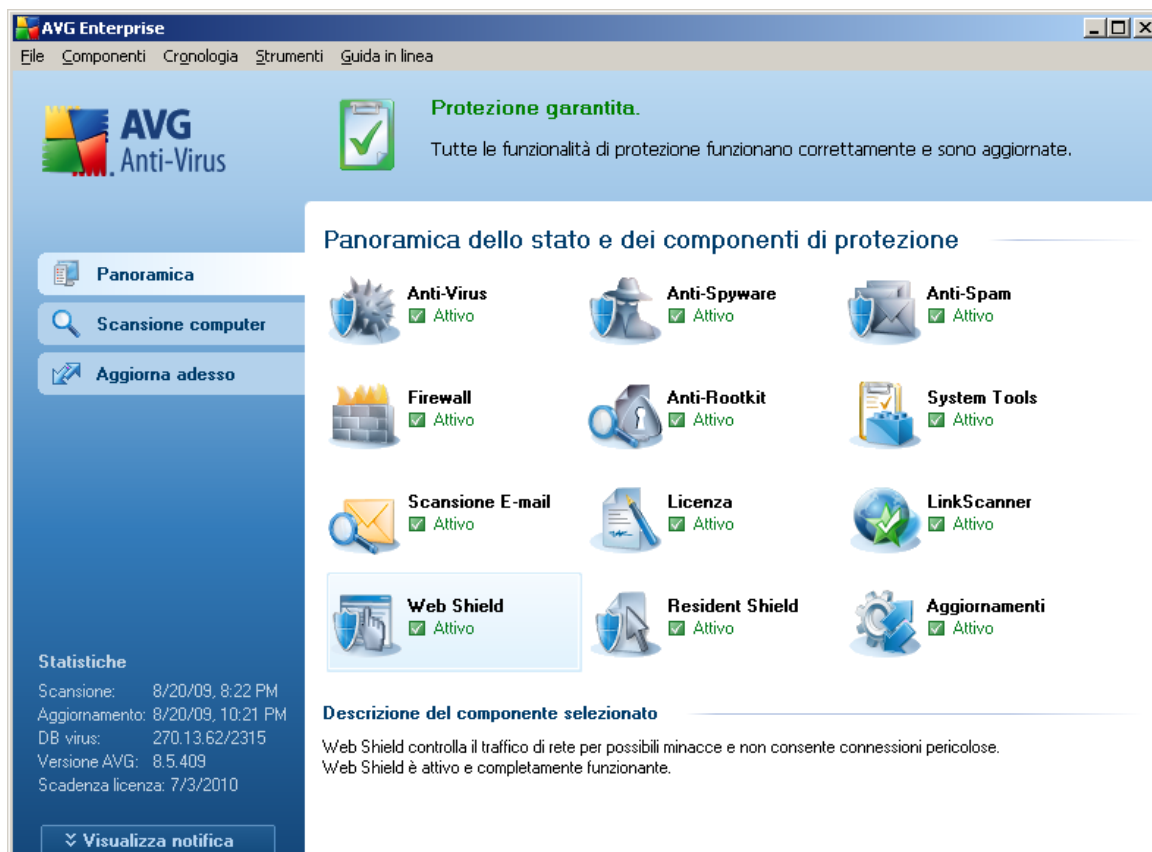 AVG Enterprise
File Componenti Cronologia Strumenti Guida in linea
AVG
Anti-Virus
Protezione garantita.
Tutte le funzionalità di protezione funzionano correttamente e sono aggiornate.
Panoramica
Scansione computer
Aggiorna adesso
Panoramica dello stato e dei componenti di protezione
Anti-Virus
Attivo
Anti-Spyware
Attivo
Anti-Spam
Attivo
Firewall
Attivo
Anti-Rootkit
Attivo
System Tools
Attivo
Scansione E-mail
Attivo
Licenza
Attivo
LinkScanner
Attivo
Web Shield
Attivo
Resident Shield
Attivo
Aggiornamenti
Attivo
Statistiche
Scansione: 8/20/09, 8:22 PM
Aggiornamento: 8/20/09, 10:21 PM
DB virus: 270.13.62/2315
Versione AVG: 8.5.409
Scadenza licenza: 7/3/2010
Visualizza notifica
Descrizione del componente selezionato
Web Shield controlla il traffico di rete per possibili minacce e non consente connessioni pericolose.
Web Shield è attivo e completamente funzionante.